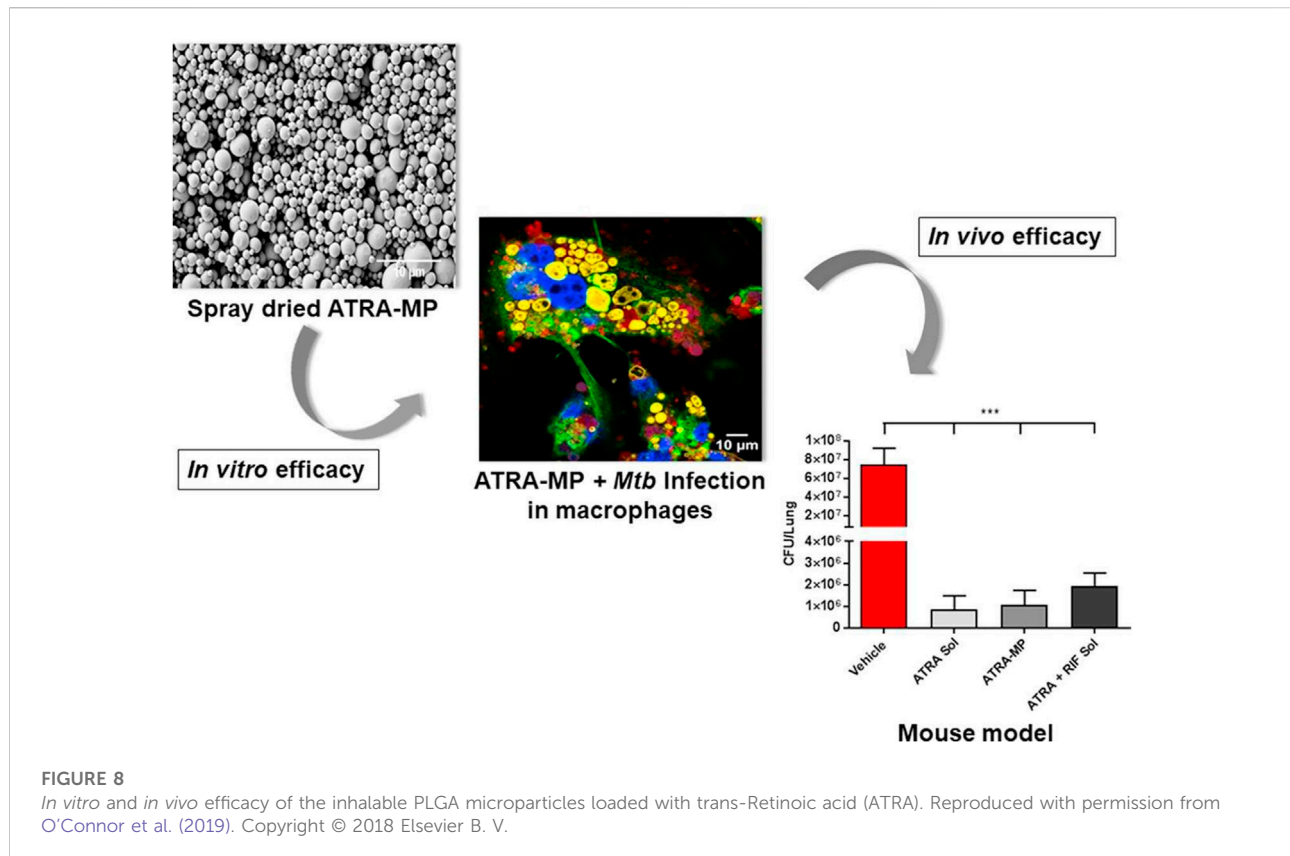 10 µm
Spray dried ATRA-MP
In vitro efficacy
10 µm
ATRA-MP + Mtb Infection
in macrophages
In vivo efficacy
***
CFU/Lung
1×10⁸
8×10⁷
6×10⁷
4×10⁷
2×10⁷
4×10⁶
3×10⁶
2×10⁶
1×10⁶
0
Vehicle
ATRA Sol
ATRA-MP
ATRA + RIF Sol
Mouse model
FIGURE 8
In vitro and in vivo efficacy of the inhalable PLGA microparticles loaded with trans-Retinoic acid (ATRA). Reproduced with permission from
O'Connor et al. (2019). Copyright © 2018 Elsevier B. V.